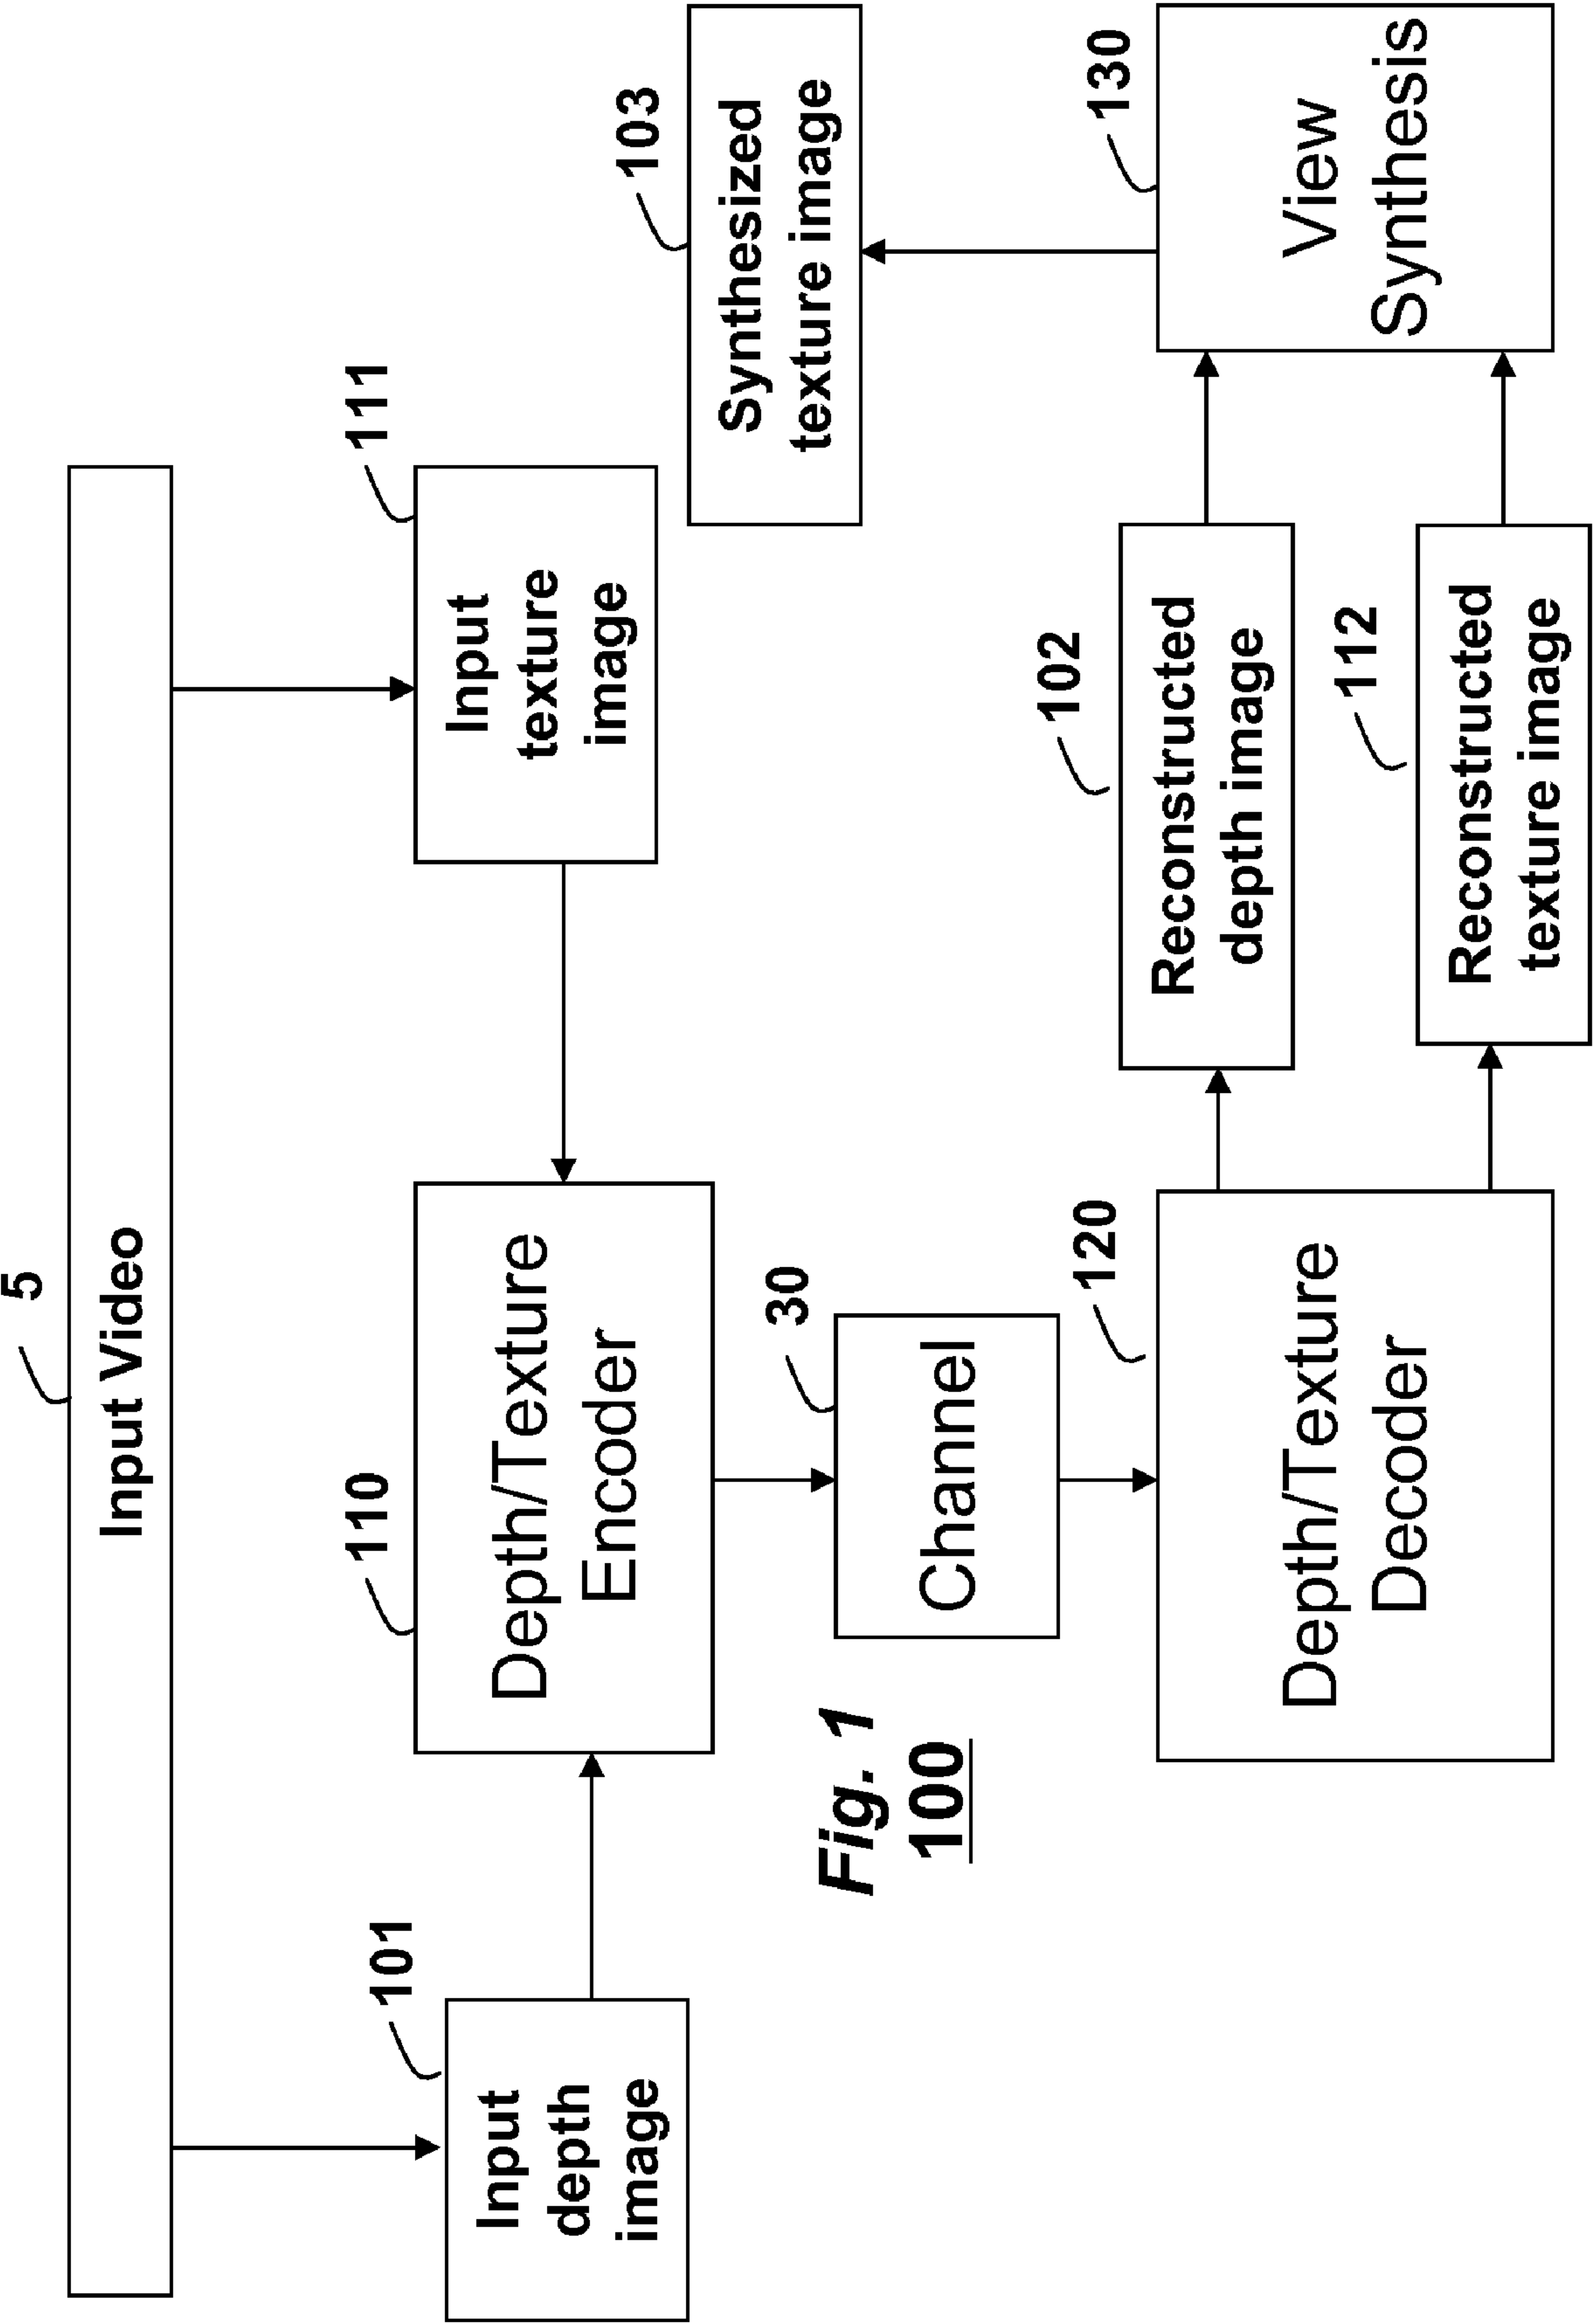 5
Input Video
101
Input
depth
image
110
Depth/Texture
Encoder
111
Input
texture
image
30
Channel
103
Synthesized
texture image
Fig. 1
100
120
Depth/Texture
Decoder
102
Reconstructed
depth image
112
Reconstructed
texture image
130
View
Synthesis